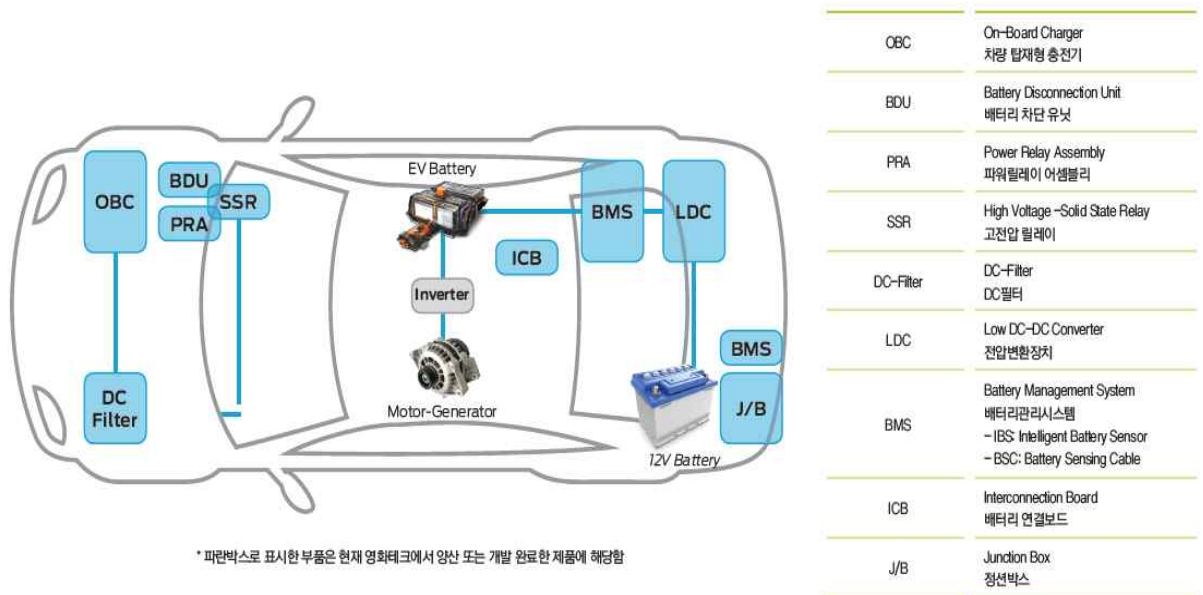 OBC
BDU
PRA
SSR
DC
Filter
EV Battery
ICB
Inverter
Motor-Generator
BMS
LDC
BMS
J/B
12V Battery
* 파란박스로 표시한 부품은 현재 영화테크에서 양산 또는 개발 완료한 제품에 해당함
OBC
On-Board Charger
차량 탑재형 충전기
BDU
Battery Disconnection Unit
배터리 차단 유닛
PRA
Power Relay Assembly
파워릴레이 어셈블리
SSR
High Voltage -Solid State Relay
고전압 릴레이
DC-Filter
DC-Filter
DC필터
LDC
Low DC-DC Converter
전압변환장치
BMS
Battery Management System
배터리관리시스템
- IBS: Intelligent Battery Sensor
- BSC: Battery Sensing Cable
ICB
Interconnection Board
배터리 연결보드
J/B
Junction Box
정션박스